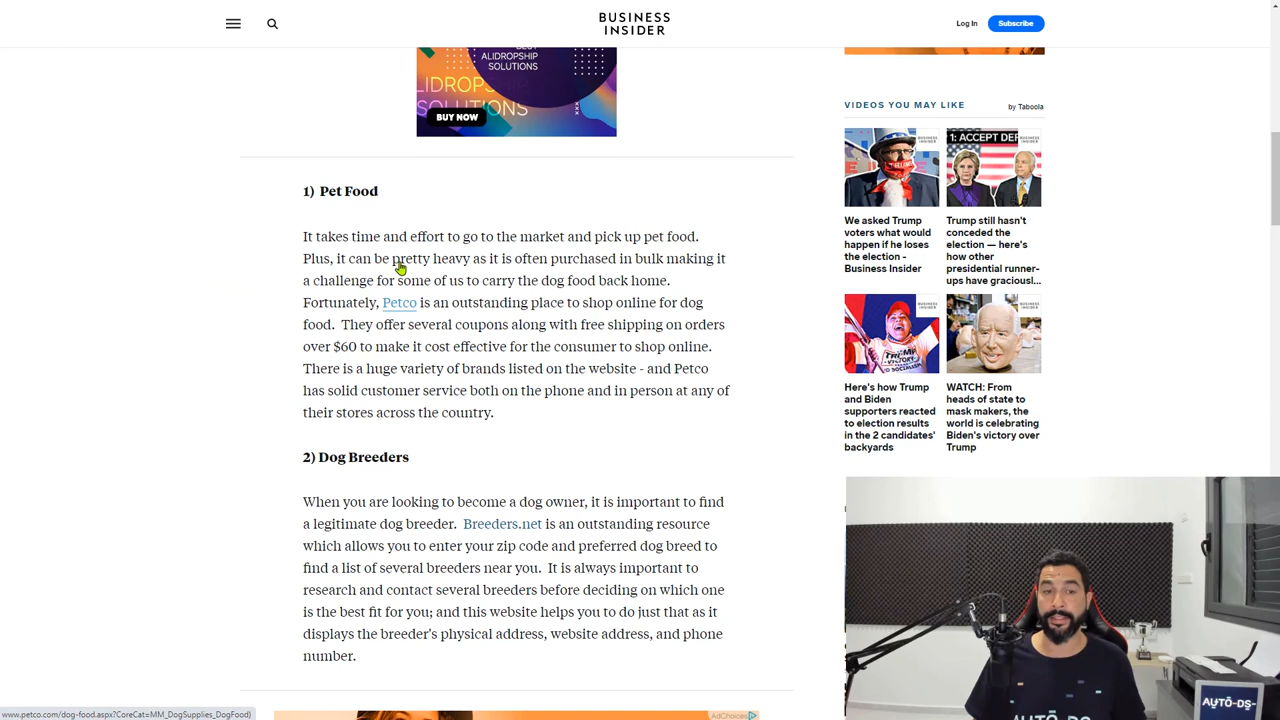 BUSINESS
INSIDER
Log In
Subscribe
ALIDROPSHIP
SOLUTIONS
SOLUTIONS
BUY NOW
1) Pet Food
It takes time and effort to go to the market and pick up pet food.
Plus, it can be pretty heavy as it is often purchased in bulk making it
a challenge for some of us to carry the dog food back home.
Fortunately, Petco is an outstanding place to shop online for dog
food. They offer several coupons along with free shipping on orders
over $60 to make it cost effective for the consumer to shop online.
There is a huge variety of brands listed on the website - and Petco
has solid customer service both on the phone and in person at any of
their stores across the country.
2) Dog Breeders
When you are looking to become a dog owner, it is important to find
a legitimate dog breeder. Breeders.net is an outstanding resource
which allows you to enter your zip code and preferred dog breed to
find a list of several breeders near you. It is always important to
research and contact several breeders before deciding on which one
is the best fit for you; and this website helps you to do just that as it
displays the breeder's physical address, website address, and phone
number.
AdChoices
www.petco.com/dog-food.aspx?CoreCat=MM_DogSupplies_DogFood)
VIDEOS YOU MAY LIKE
by Taboola
BUSINESS
INSIDER
1: ACCEPT
BUSINESS
INSIDER
We asked Trump
voters what would
happen if he loses
the election -
Business Insider
Trump still hasn't
conceded the
election — here's
how other
presidential runner-
ups have graciousl...
BUSINESS
INSIDER
TRUMP
BUSINESS
INSIDER
Here's how Trump
and Biden
supporters reacted
to election results
in the 2 candidates'
backyards
WATCH: From
heads of state to
mask makers, the
world is celebrating
Biden's victory over
Trump
AUTO-DS-
AUTO-DS